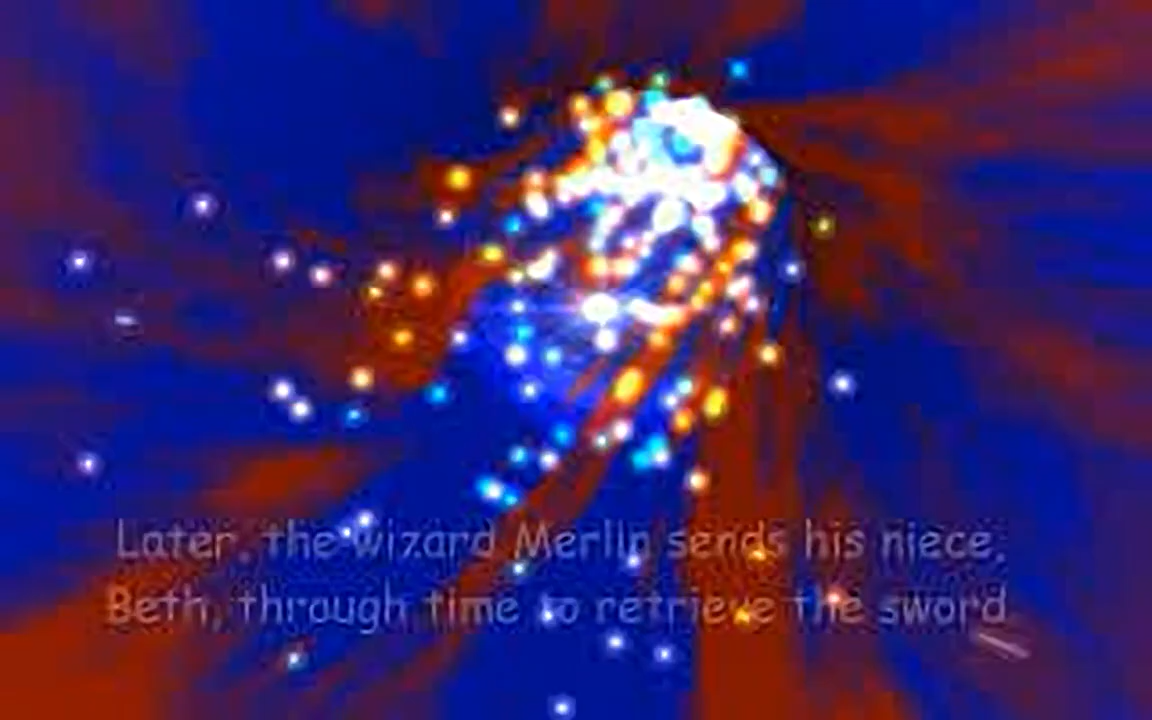 Later, the wizard Merlin sends his niece,
Beth, through time to retrieve the sword